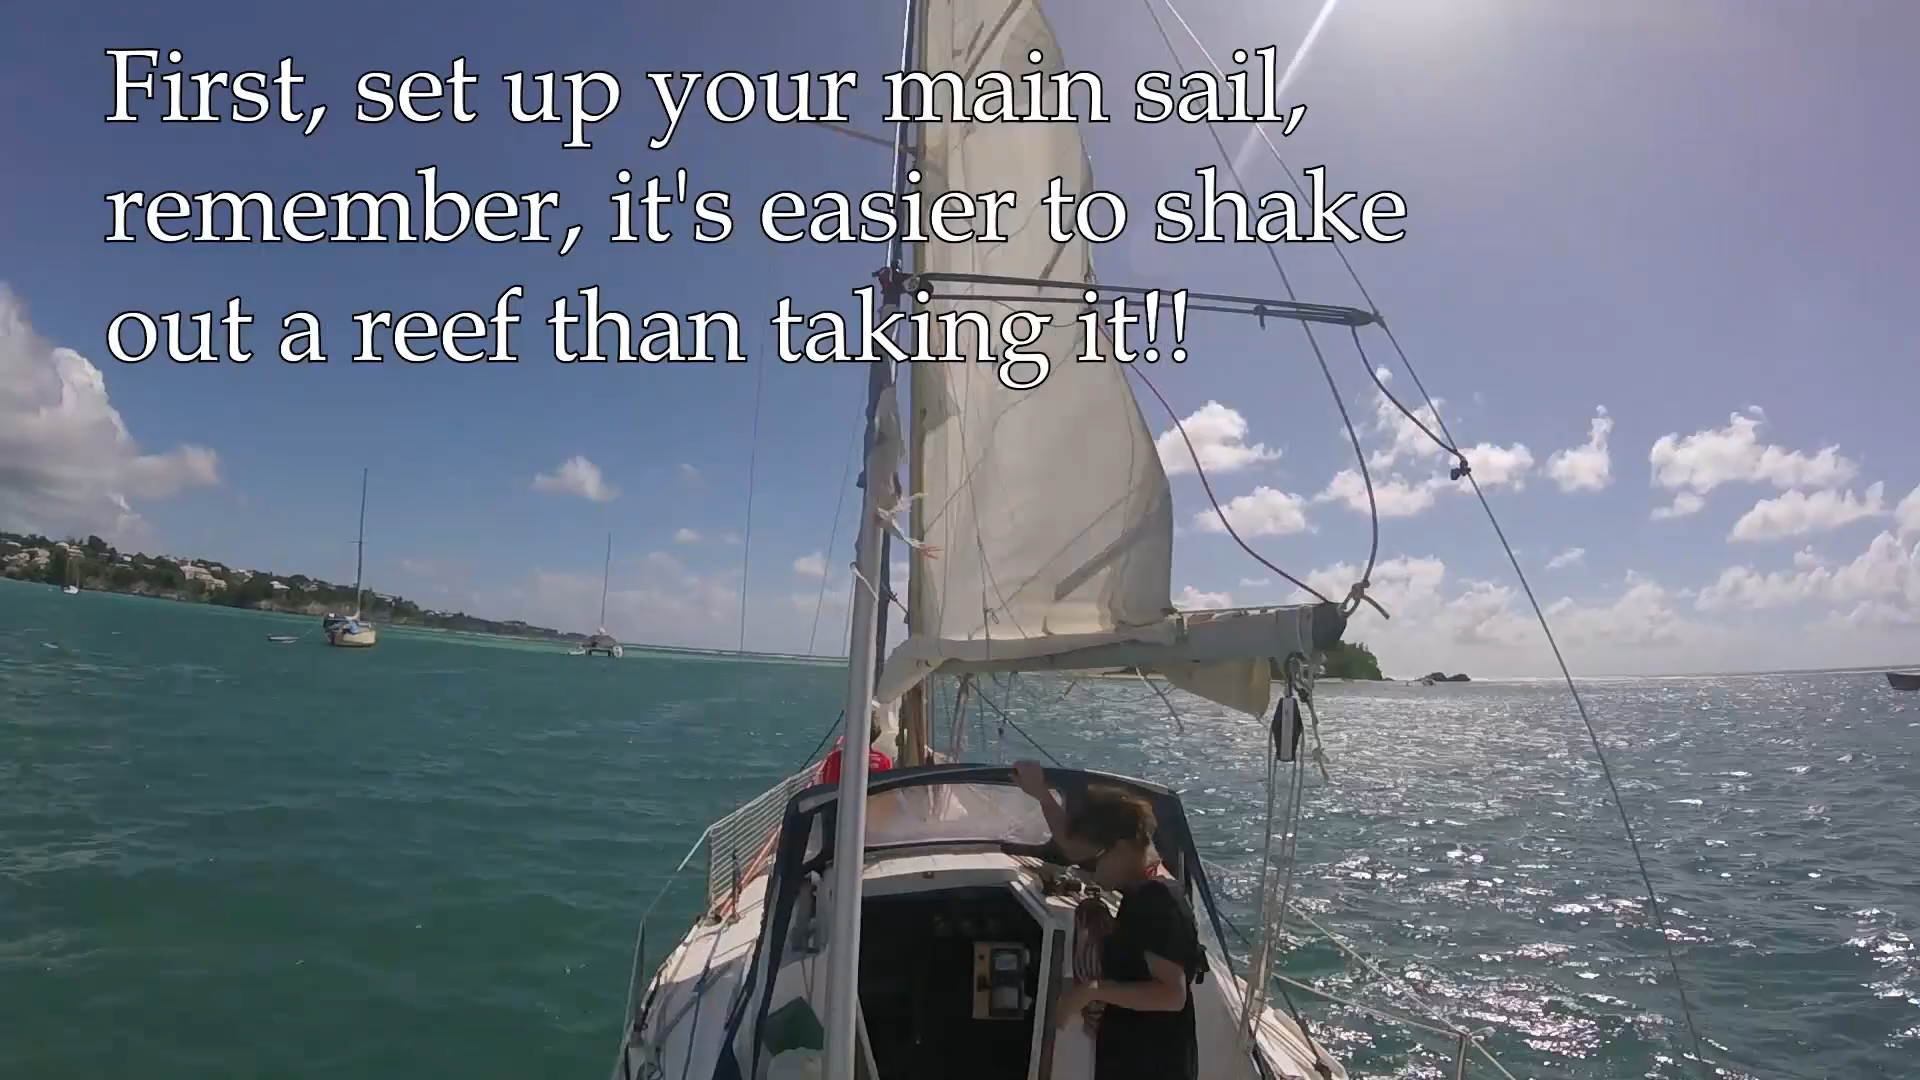 First, set up your main sail,
remember, it's easier to shake
out a reef than taking it!!